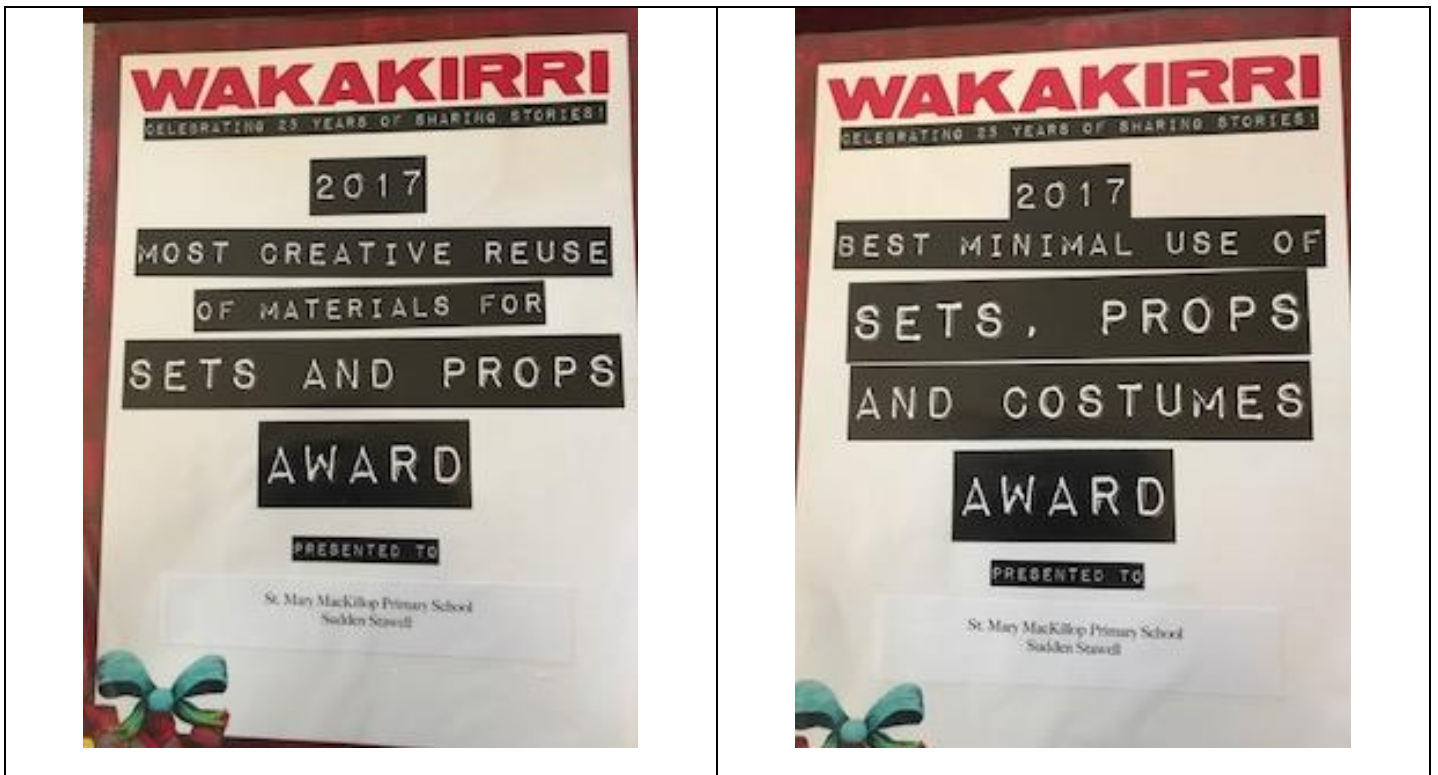 WAKAKIRRI
CELEBRATING 25 YEARS OF SHARING STORIES!
2017
MOST CREATIVE REUSE
OF MATERIALS FOR
SETS AND PROPS
AWARD
PRESENTED TO
St. Mary MacKillop Primary School
Sudden Stawell
WAKAKIRRI
CELEBRATING 25 YEARS OF SHARING STORIES!
2017
BEST MINIMAL USE OF
SETS, PROPS
AND COSTUMES
AWARD
PRESENTED TO
St. Mary MacKillop Primary School
Sudden Stawell